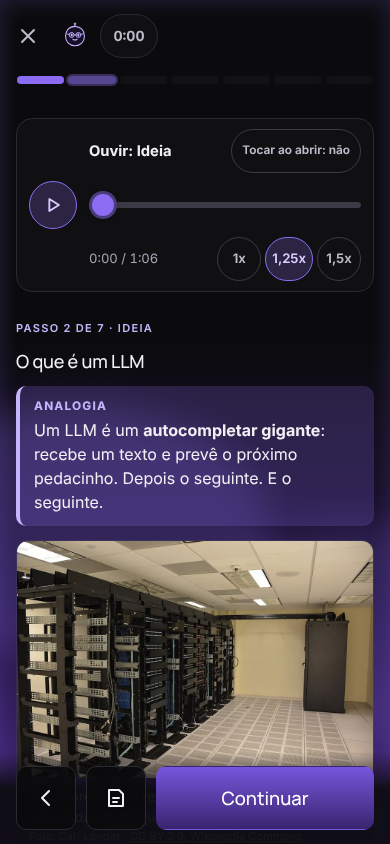 0:00
Ouvir: Ideia
Tocar ao abrir: não
0:00 / 1:06
1x
1,25x
1,5x
PASSO 2 DE 7 · IDEIA
O que é um LLM
ANALOGIA
Um LLM é um autocompletar gigante:
recebe um texto e prevê o próximo
pedacinho. Depois o seguinte. E o
seguinte.
Continuar